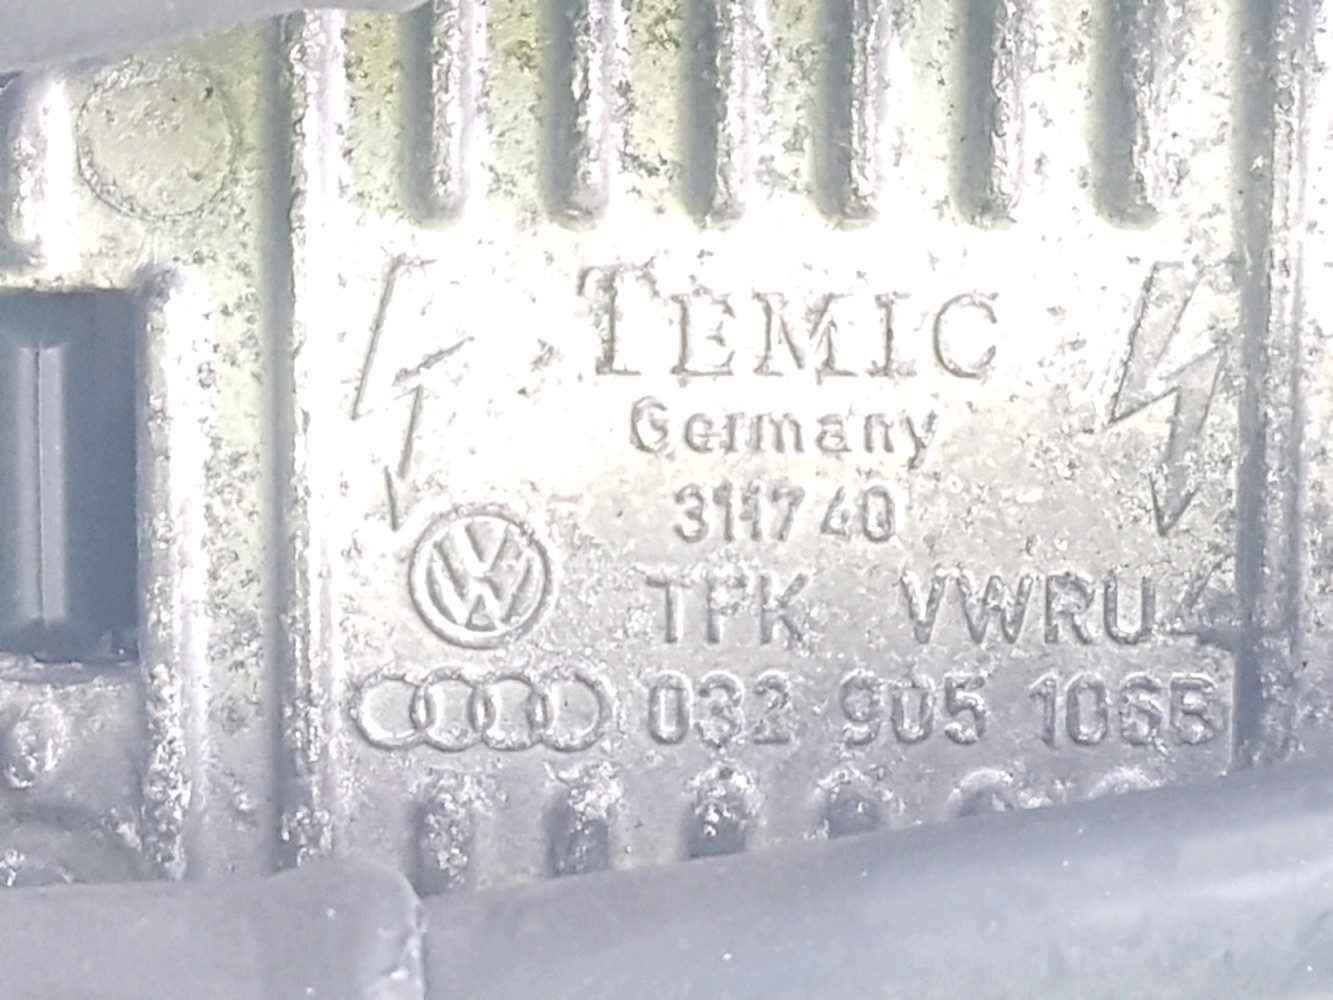 TEMIC
Germany
311740
TFK VWRU
032 905 106B